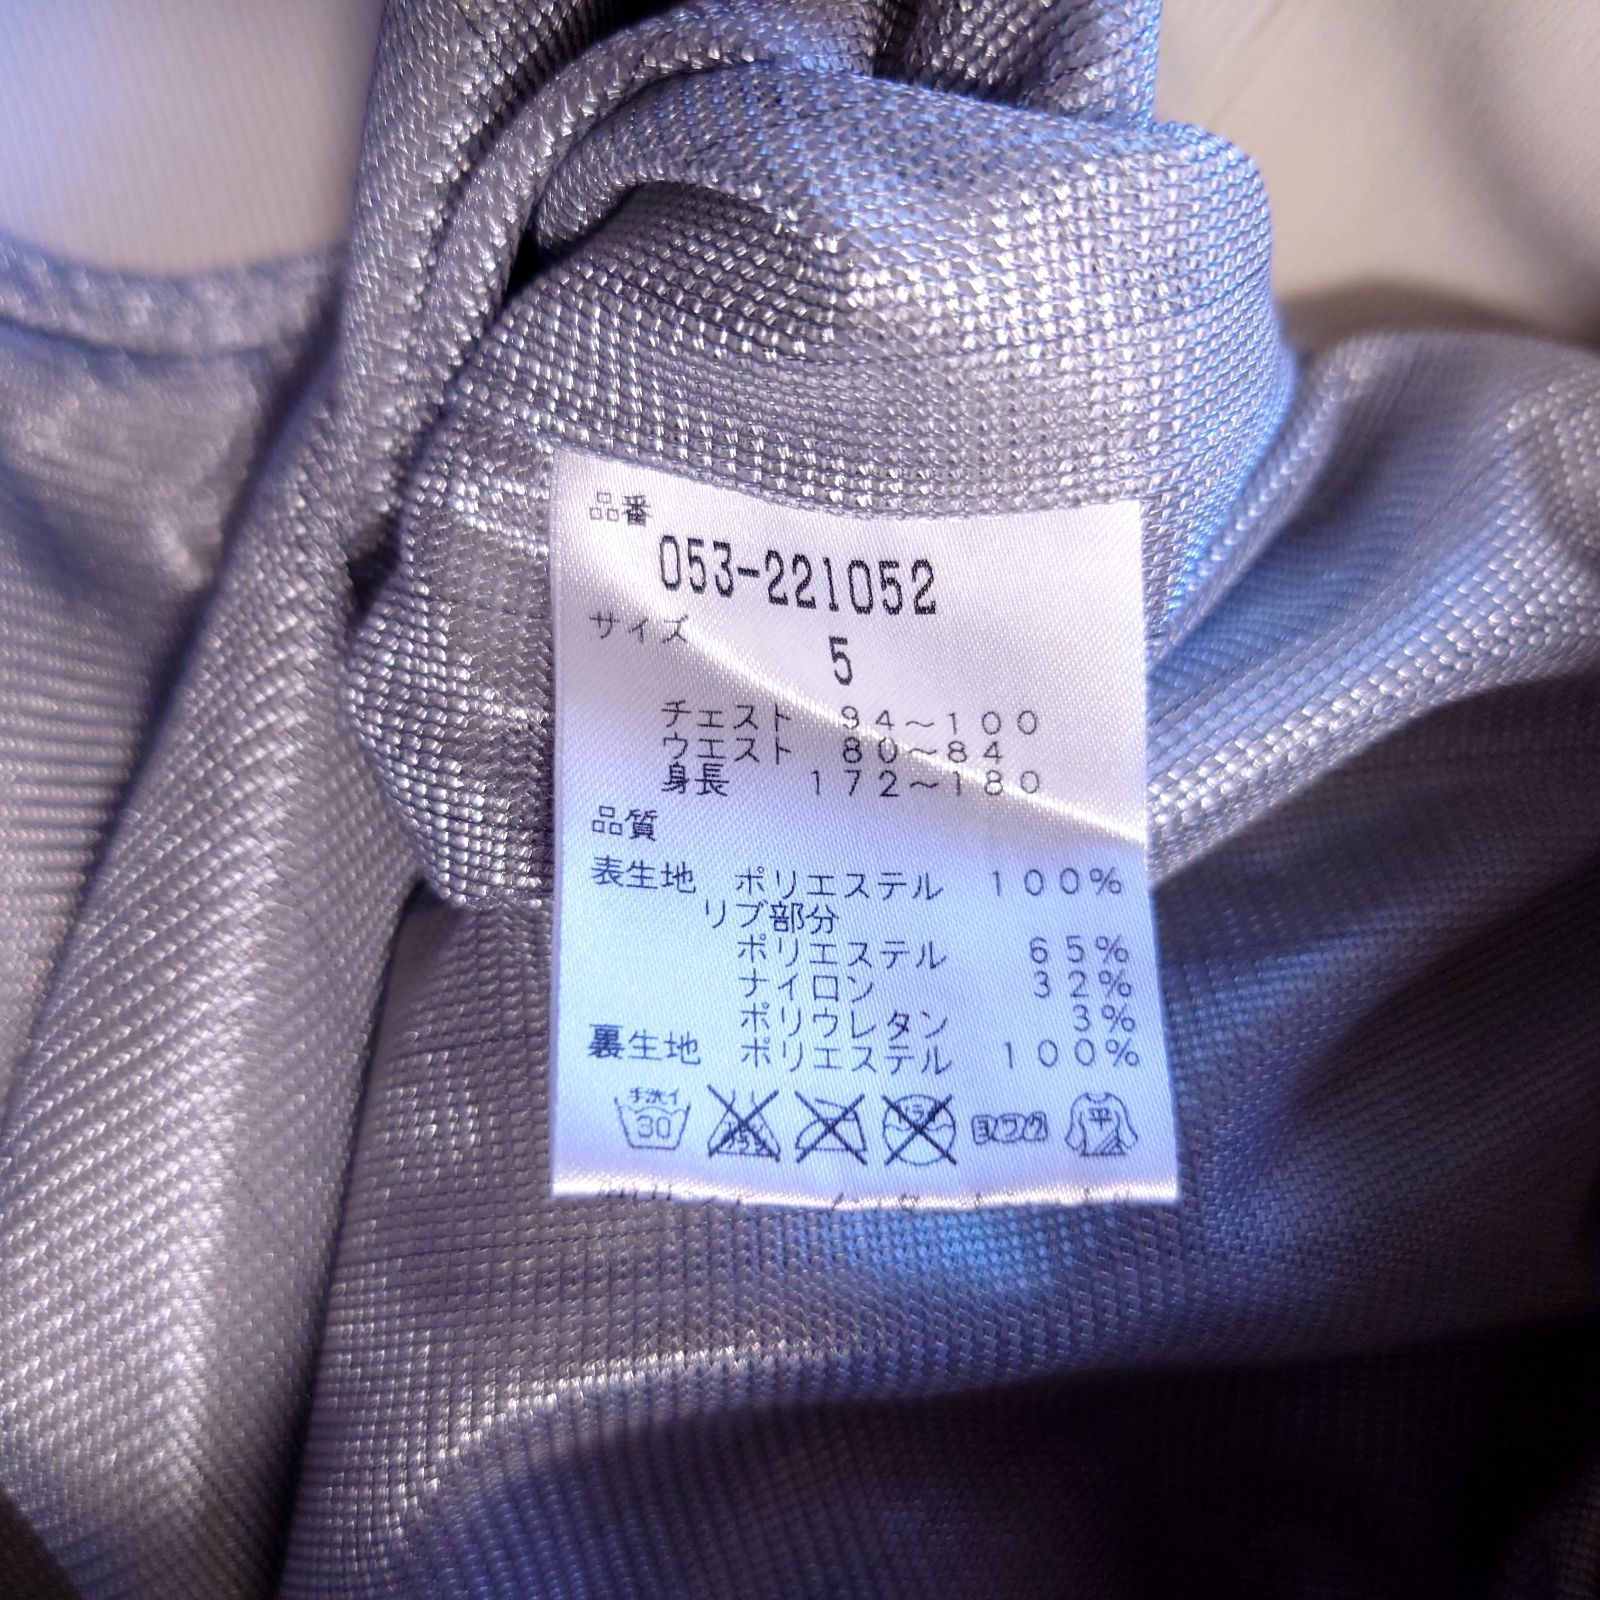 品番
053-221052
サイズ
5
チェスト 94～100
ウエスト 80～84
身長 172～180
品質
表生地 ポリエステル 100%
リブ部分
ポリエステル 65%
ナイロン 32%
ポリウレタン 3%
裏生地 ポリエステル 100%
手洗イ
30
平